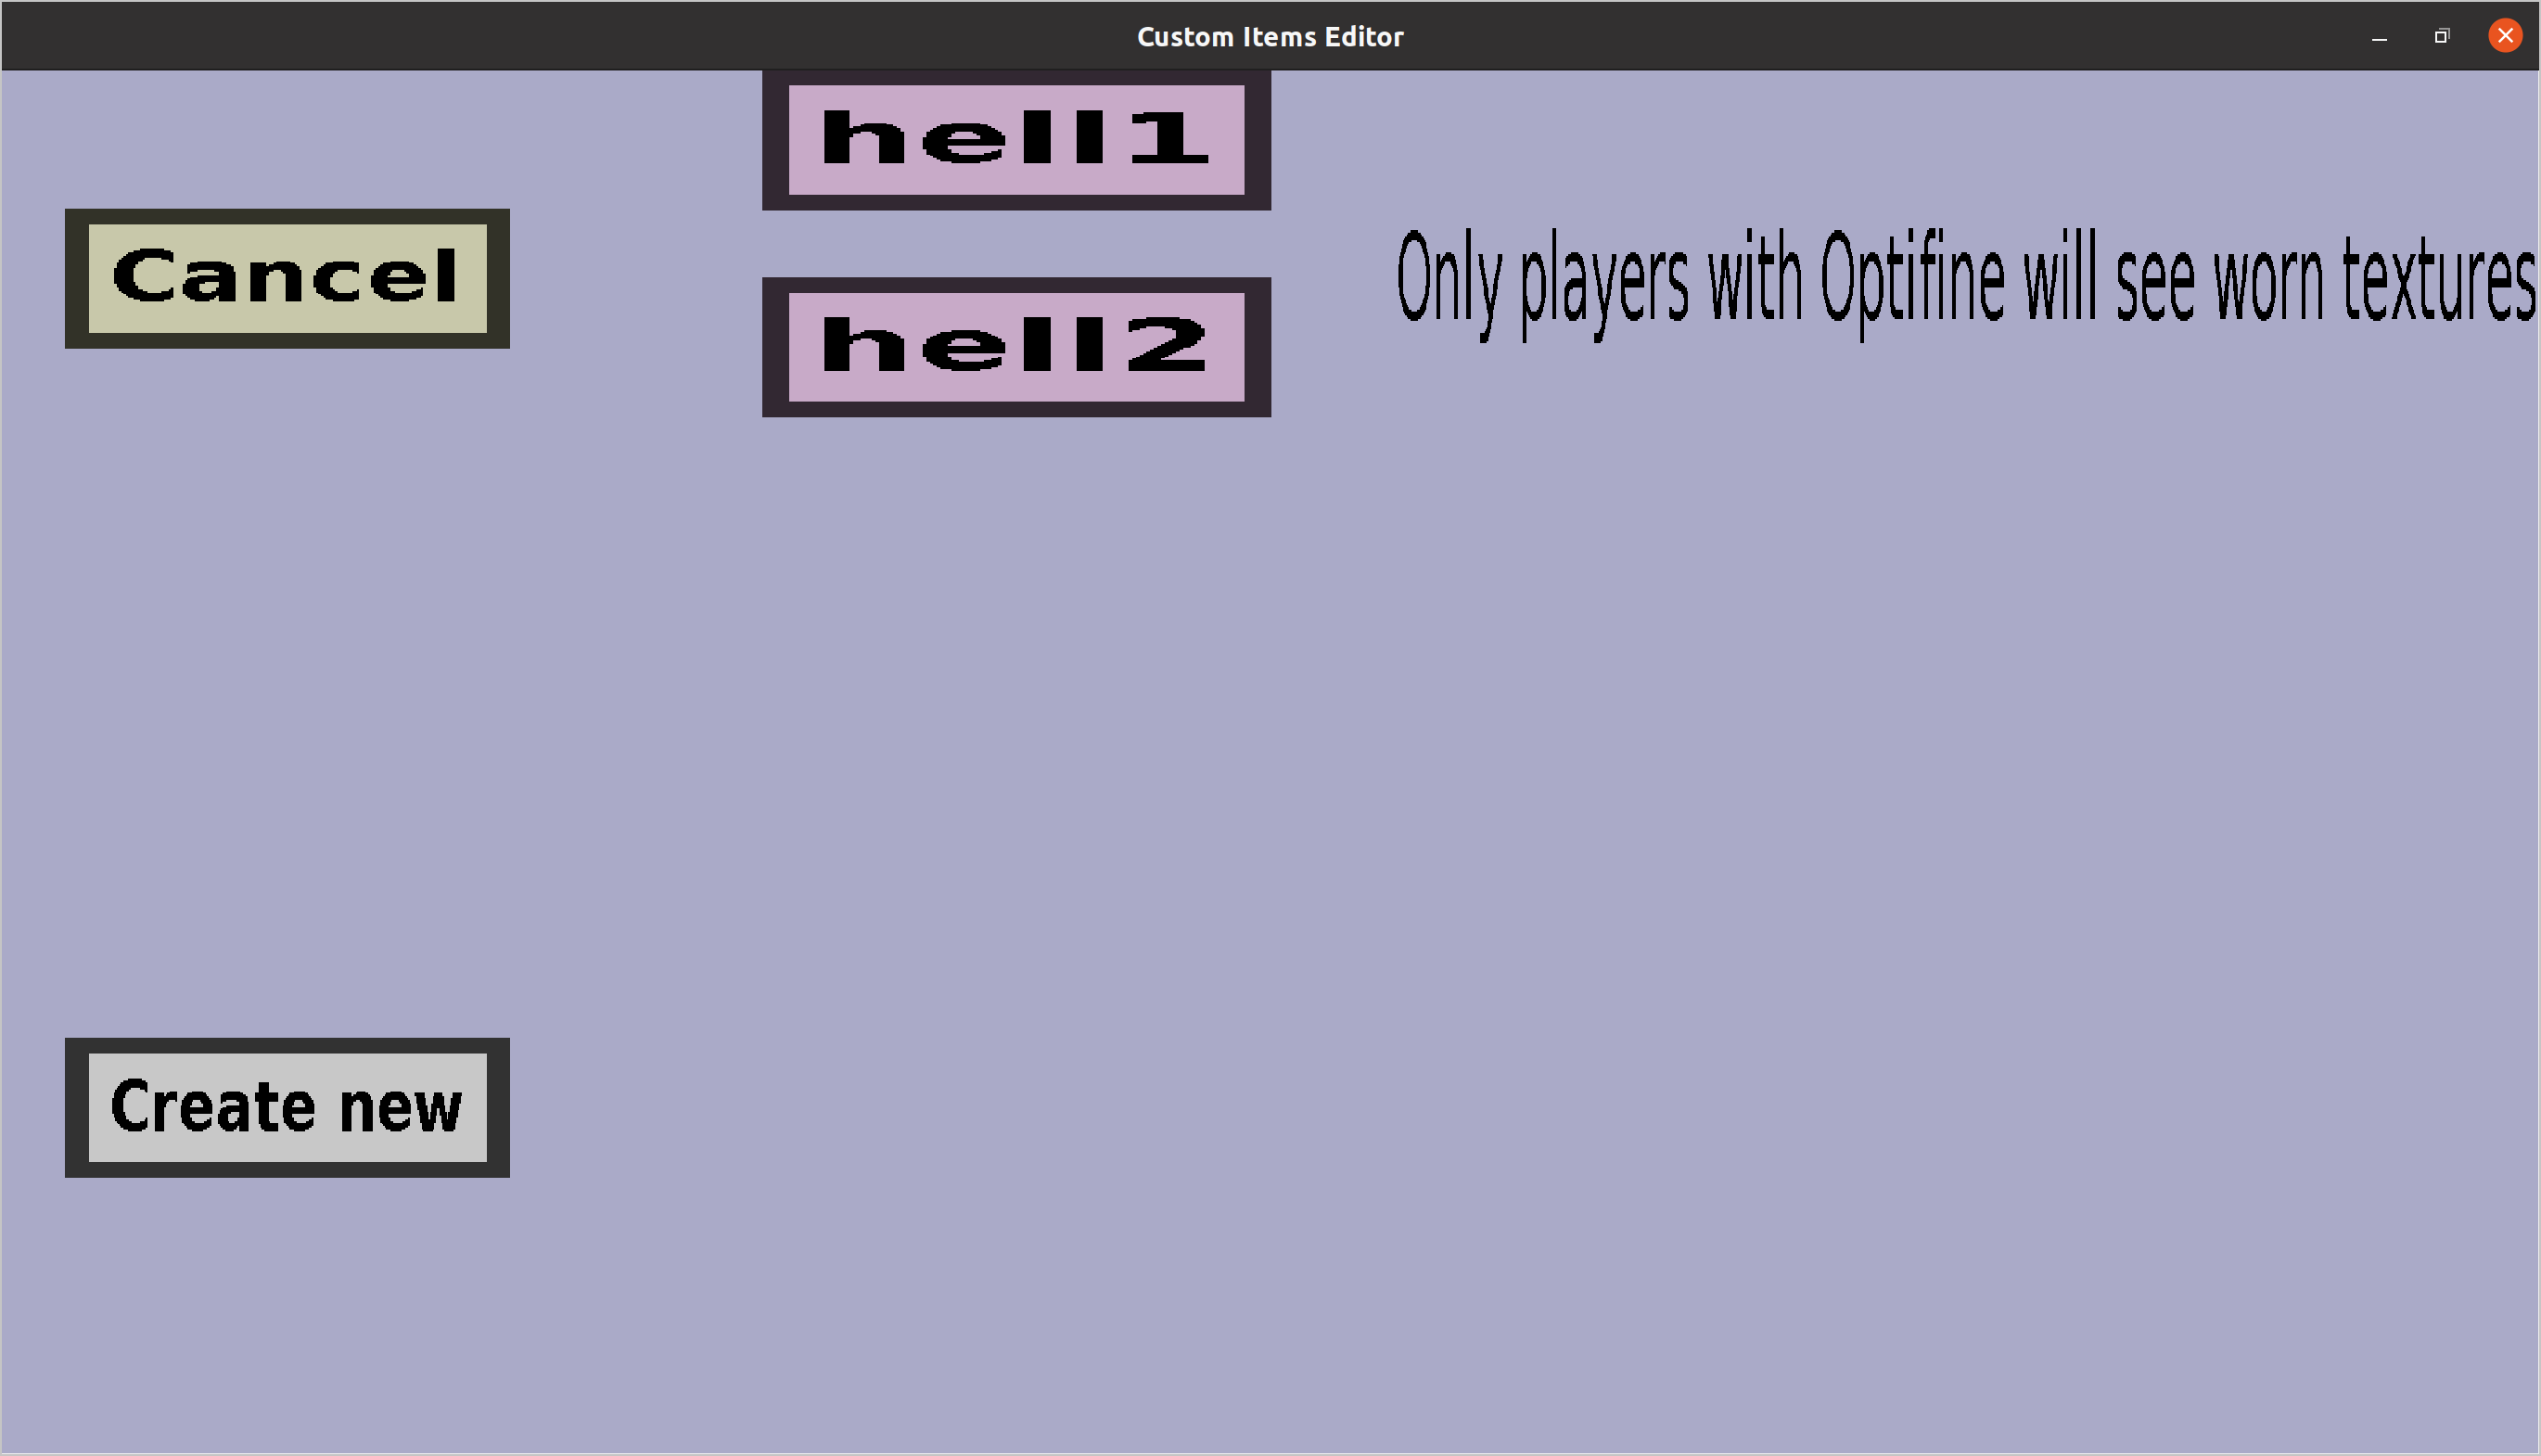 Custom Items Editor
hell1
Cancel
Only players with Optifine will see worn textures
hell2
Create new